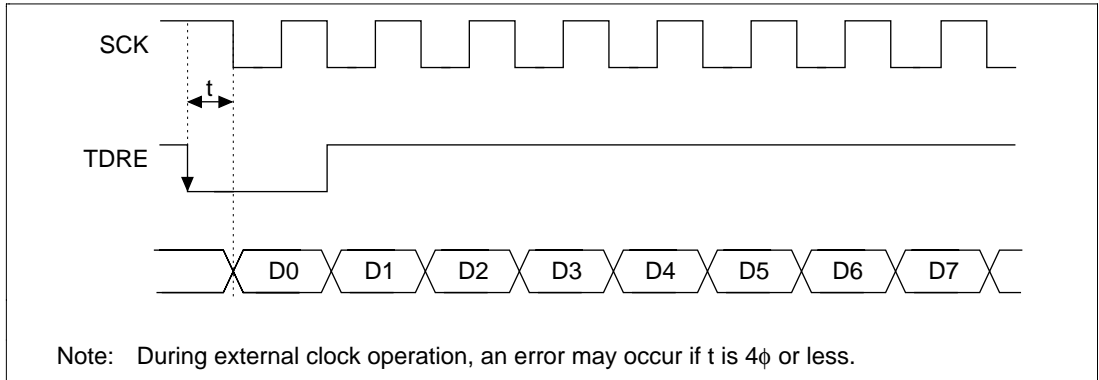 SCK
t
TDRE
D0 D1 D2 D3 D4 D5 D6 D7
Note: During external clock operation, an error may occur if t is 4ϕ or less.